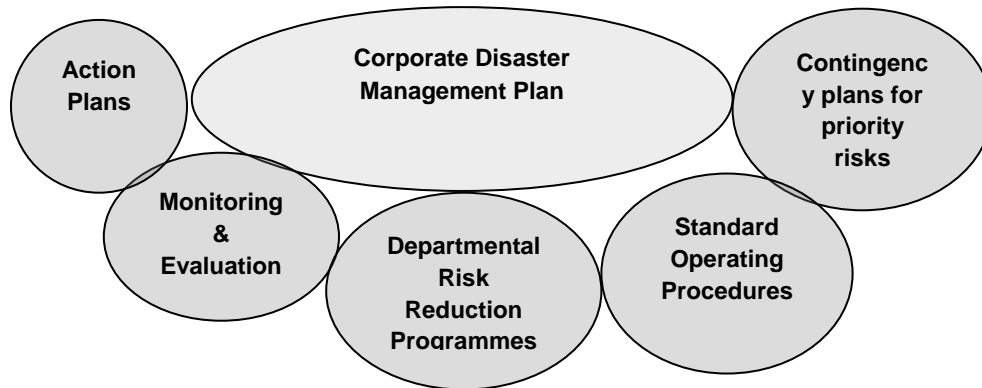 Action
Plans
Corporate Disaster
Management Plan
Contingenc
y plans for
priority
risks
Monitoring
&
Evaluation
Departmental
Risk
Reduction
Programmes
Standard
Operating
Procedures